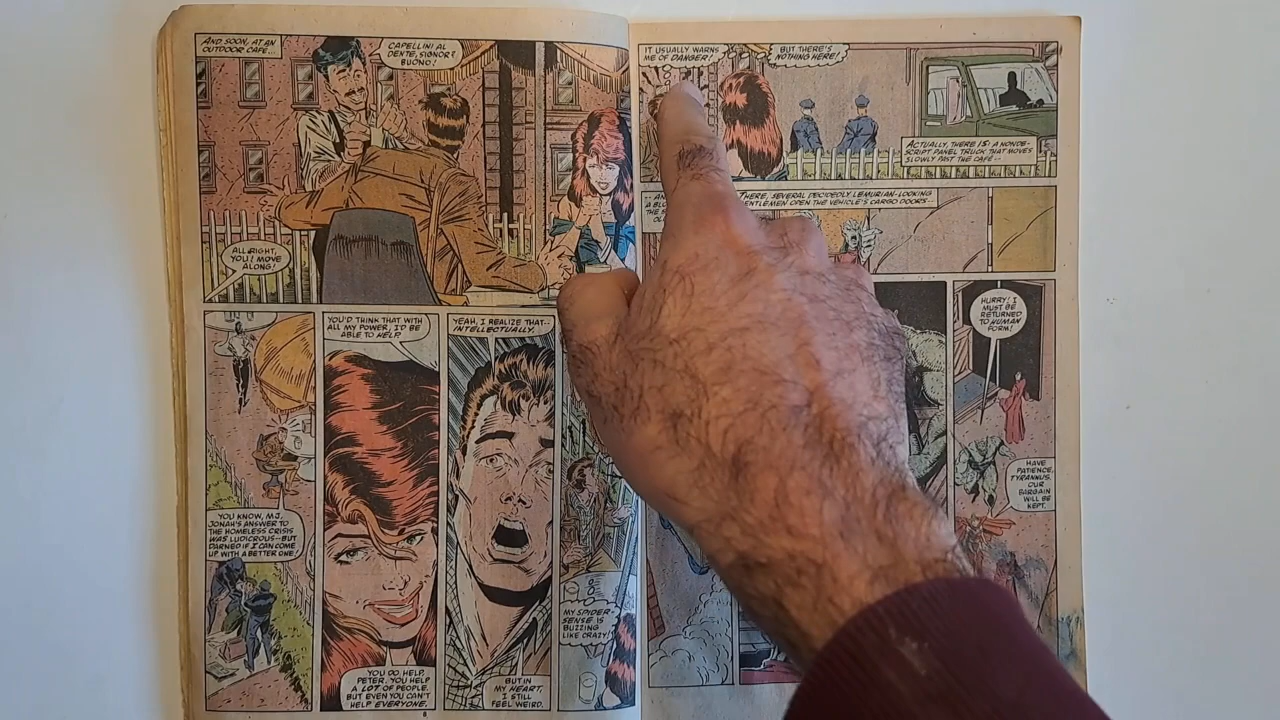 AND SOON, AT AN
OUTDOOR CAFÉ...
CAPELLINI AL
DENTE, SIGNOR?
BUONO!
ALL RIGHT,
YOU! MOVE
ALONG!
YOU KNOW, M.J.,
JONAH'S ANSWER TO
THE HOMELESS CRISIS
WAS LUDICROUS--BUT
DARNED IF I CAN COME
UP WITH A BETTER ONE!
YOU'D THINK THAT WITH
ALL MY POWER, I'D BE
ABLE TO HELP.
YOU DO HELP,
PETER. YOU HELP
A LOT OF PEOPLE.
BUT EVEN YOU CAN'T
HELP EVERYONE.
YEAH, I REALIZE THAT--
INTELLECTUALLY.
BUT IN
MY HEART,
I STILL
FEEL WEIRD.
MY SPIDER-
SENSE IS
BUZZING
LIKE CRAZY!
8
IT USUALLY WARNS
ME OF DANGER!
BUT THERE'S
NOTHING HERE!
ACTUALLY, THERE IS: A NONDE-
SCRIPT PANEL TRUCK THAT MOVES
SLOWLY PAST THE CAFÉ--
THERE, SEVERAL DECIDEDLY LEMURIAN-LOOKING
GENTLEMEN OPEN THE VEHICLE'S CARGO DOORS--
HURRY! I
MUST BE
RETURNED
TO HUMAN
FORM!
HAVE
PATIENCE,
TYRANNUS.
OUR
BARGAIN
WILL BE
KEPT.